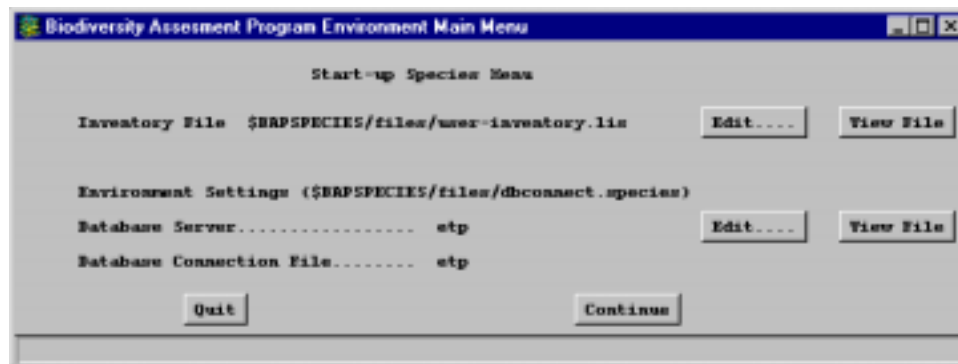 Biodiversity Assesment Program Environment Main Menu
Start-up Species Menu
Inventory File $BAPSPECIES/files/user-inventory.lis Edit.... View File
Environment Settings ($BAPSPECIES/files/dbconnect.species)
Database Server................. etp Edit.... View File
Database Connection File........ etp
Quit Continue